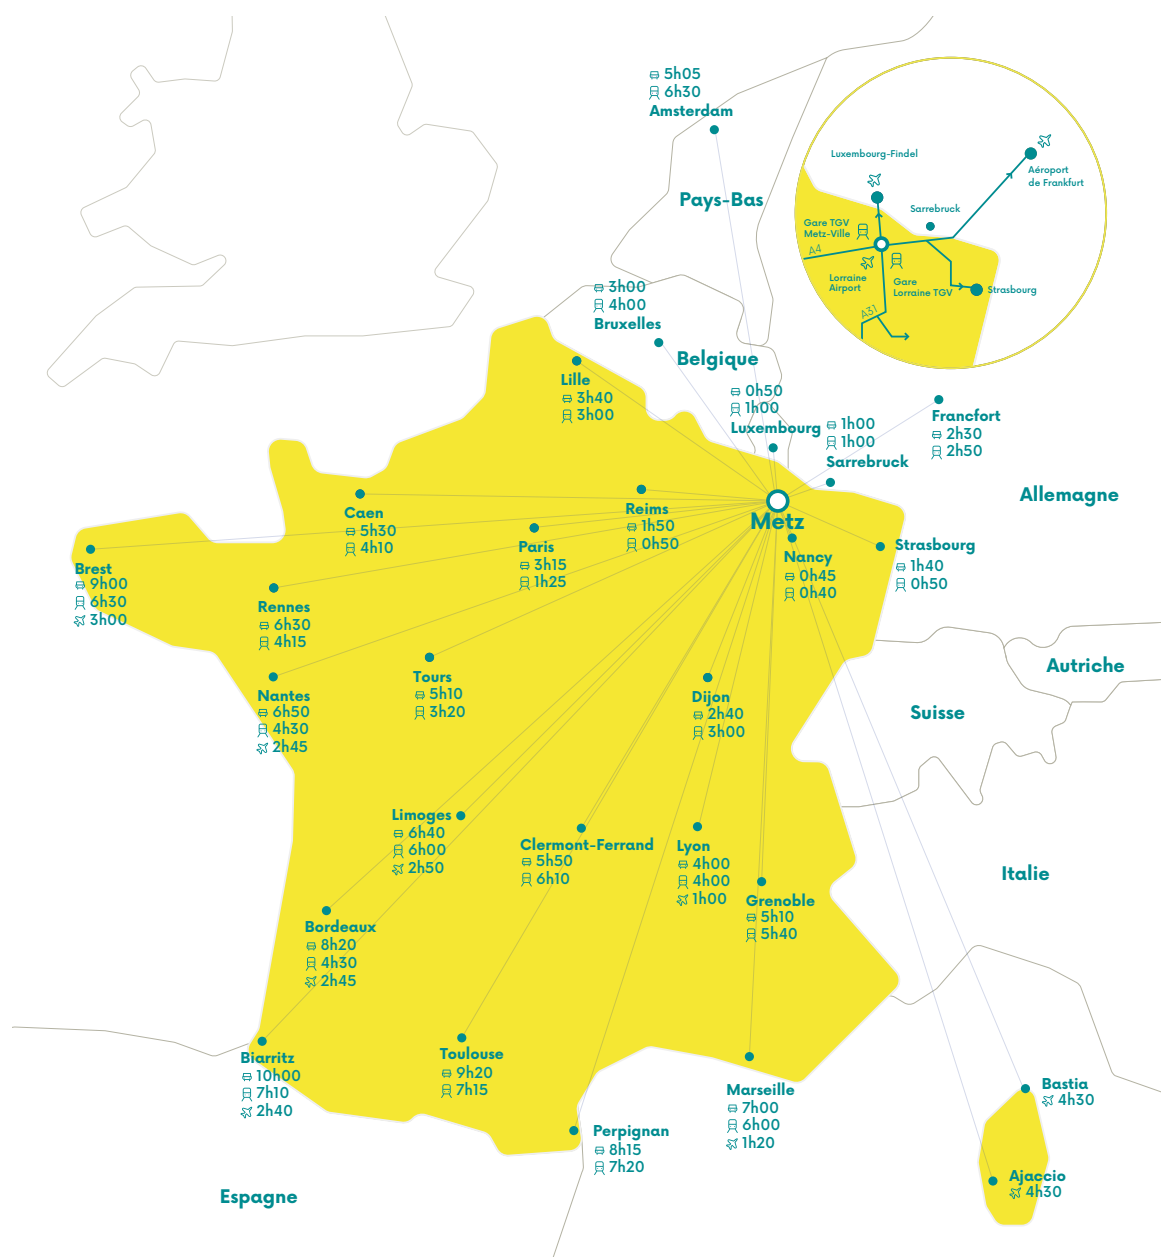 5h05
6h30
Amsterdam
Pays-Bas
Luxembourg-Findel
Aéroport
de Frankfurt
Sarrebruck
Gare TGV
Metz-Ville
A4
Lorraine
Airport
Gare
Lorraine TGV
Strasbourg
A31
3h00
4h00
Bruxelles
Belgique
Lille
3h40
3h00
0h50
1h00
Luxembourg
1h00
1h00
Sarrebruck
Francfort
2h30
2h50
Allemagne
Caen
5h30
4h10
Reims
1h50
0h50
Metz
Paris
3h15
1h25
Nancy
0h45
0h40
Strasbourg
1h40
0h50
Brest
9h00
6h30
3h00
Rennes
6h30
4h15
Tours
5h10
3h20
Nantes
6h50
4h30
2h45
Dijon
2h40
3h00
Autriche
Suisse
Limoges
6h40
6h00
2h50
Clermont-Ferrand
5h50
6h10
Lyon
4h00
4h00
1h00
Grenoble
5h10
5h40
Italie
Bordeaux
8h20
4h30
2h45
Biarritz
10h00
7h10
2h40
Toulouse
9h20
7h15
Marseille
7h00
6h00
1h20
Perpignan
8h15
7h20
Bastia
4h30
Ajaccio
4h30
Espagne